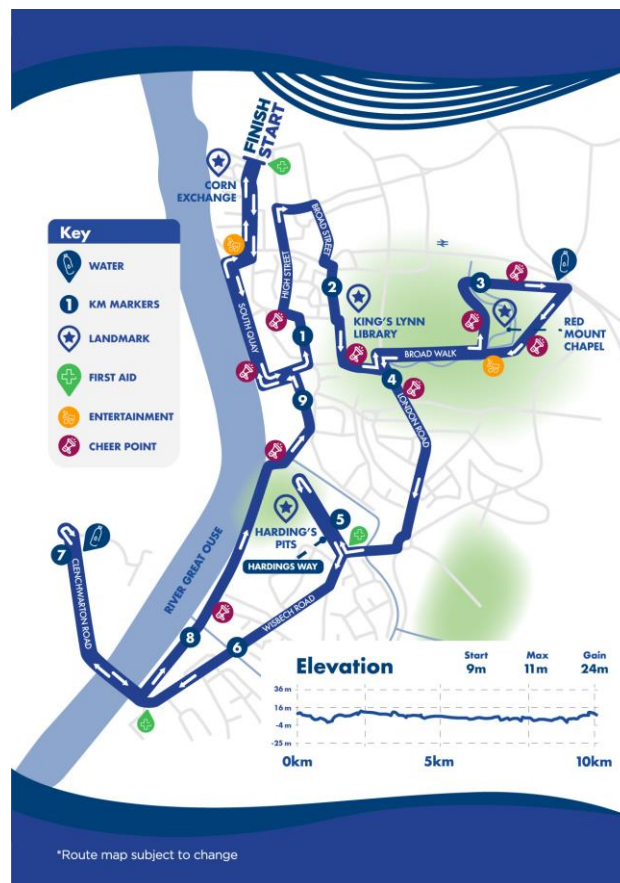 FINISH
START
CORN
EXCHANGE
Key
WATER
1
KM MARKERS
LANDMARK
FIRST AID
ENTERTAINMENT
CHEER POINT
HIGH STREET
BROAD STREET
SOUTH QUAY
1
2
KING'S LYNN
LIBRARY
BROAD WALK
3
RED
MOUNT
CHAPEL
4
LONDON ROAD
9
HARDING'S
PITS
5
HARDINGS WAY
7
CLENCHWARTON ROAD
RIVER GREAT OUSE
WISBECH ROAD
8
6
Elevation
Start
9m
Max
11m
Gain
24m
36 m
16 m
-4 m
-25 m
0km
5km
10km
*Route map subject to change